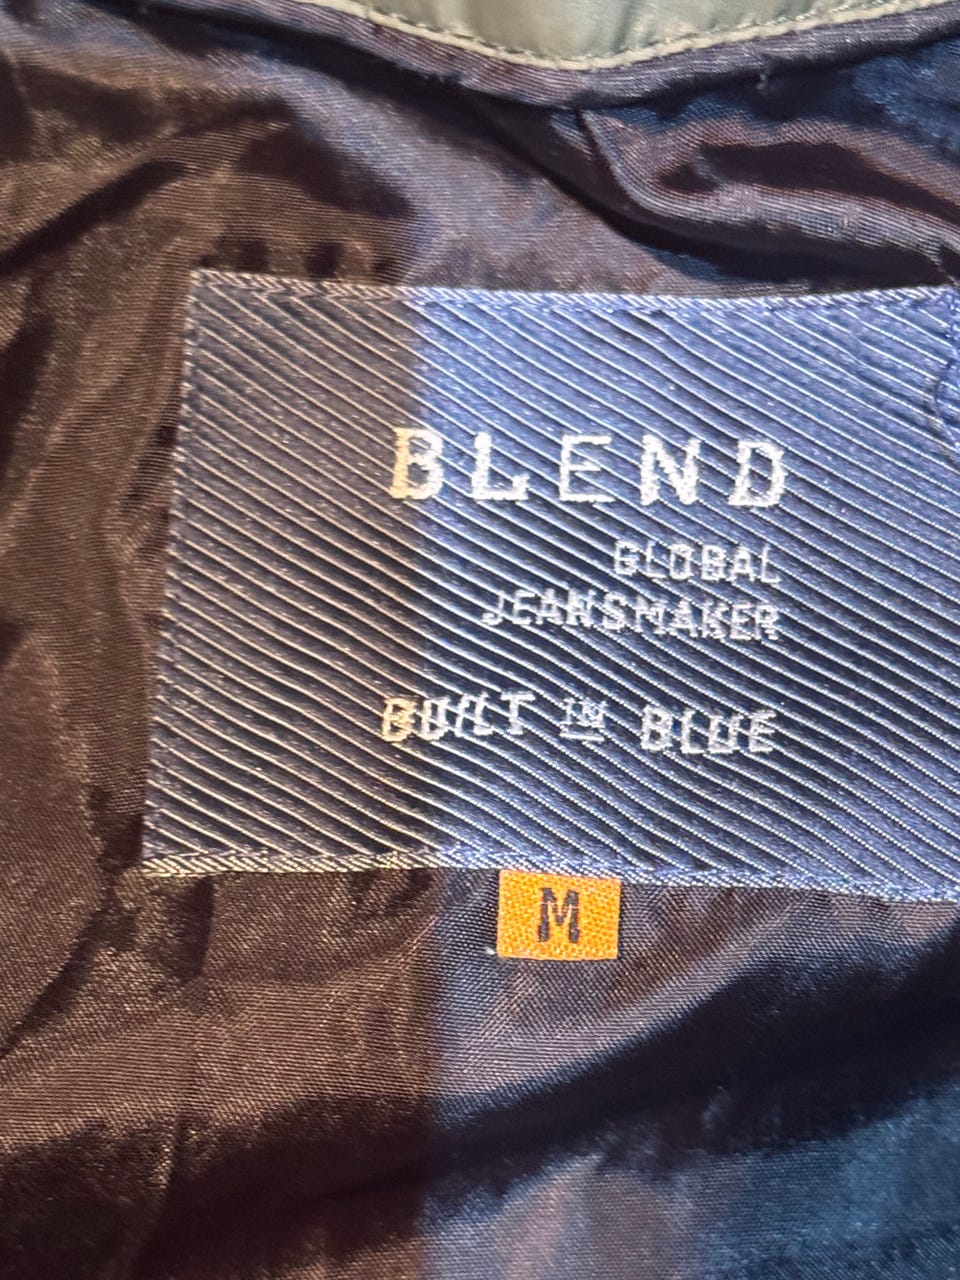 BLEND
GLOBAL
JEANSMAKER
BUILT IN BLUE
M